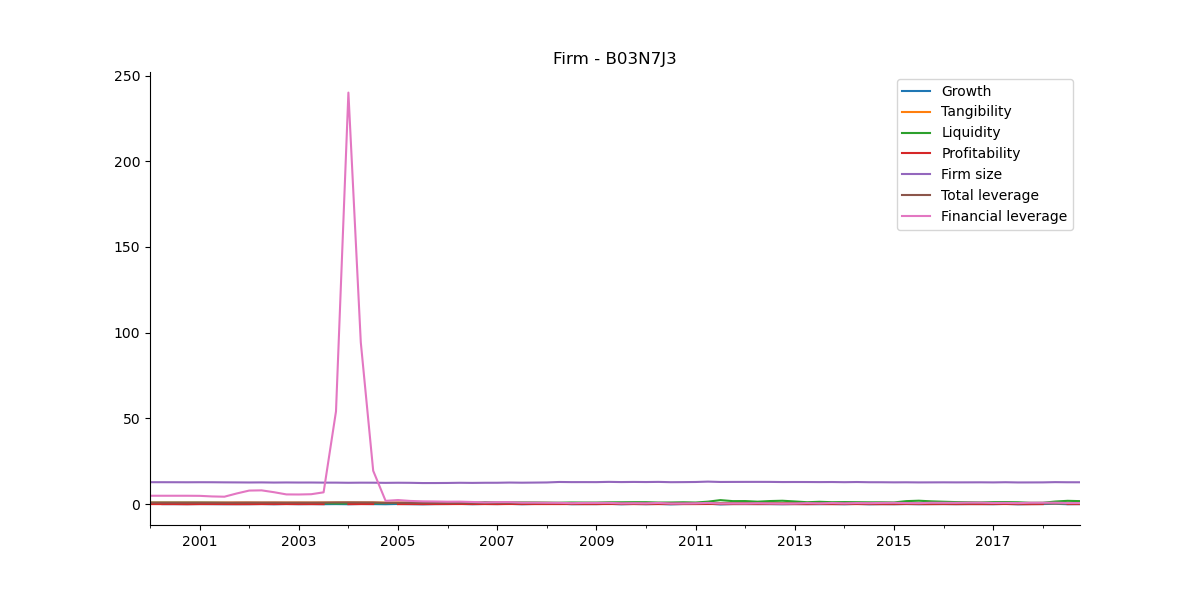 Firm - B03N7J3
250
200
150
100
50
0
2001
2003
2005
2007
2009
2011
2013
2015
2017
Growth
Tangibility
Liquidity
Profitability
Firm size
Total leverage
Financial leverage